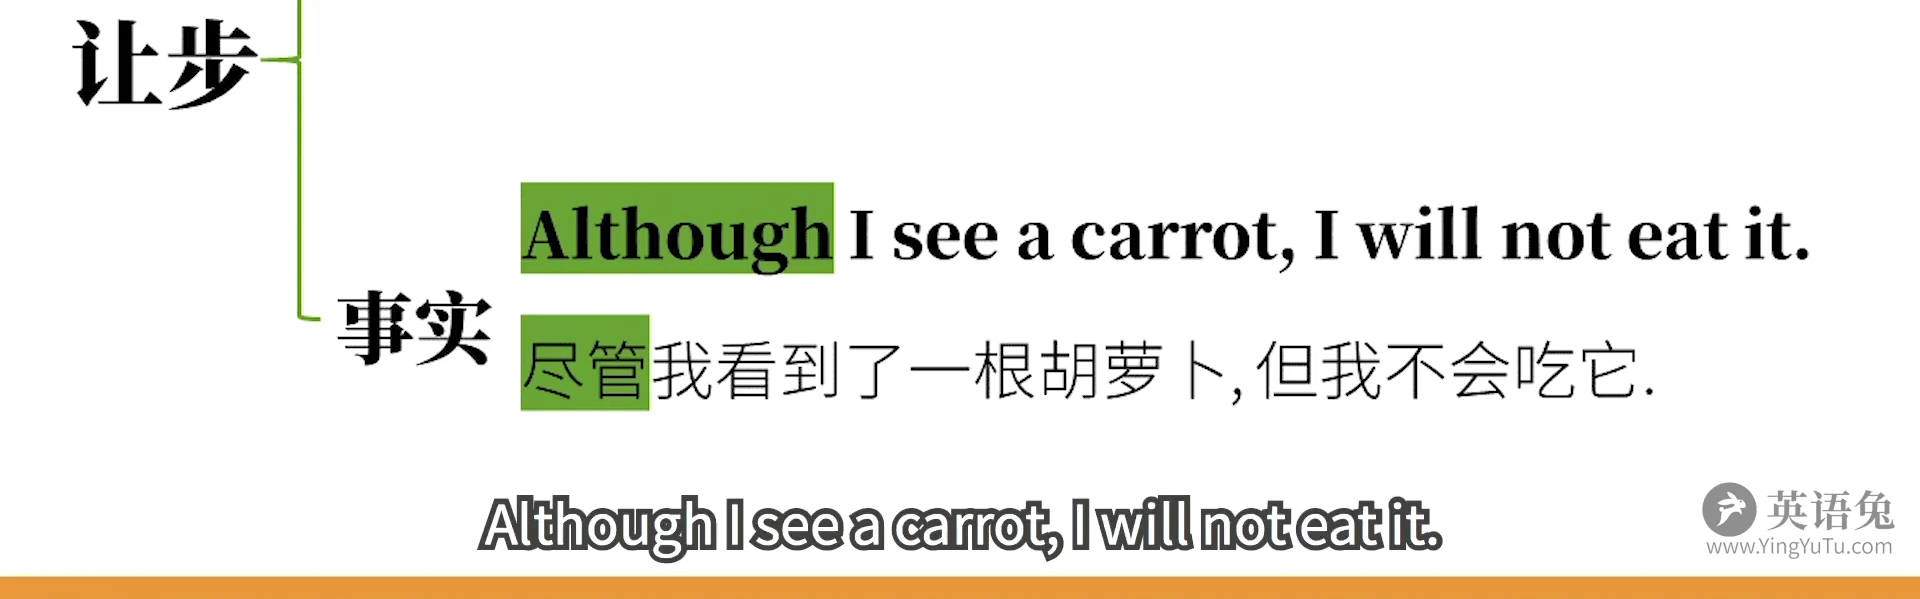 让步
Although I see a carrot, I will not eat it.
事实
尽管我看到了一根胡萝卜,但我不会吃它.
Although I see a carrot, I will not eat it.
英语兔
www.YingYuTu.com